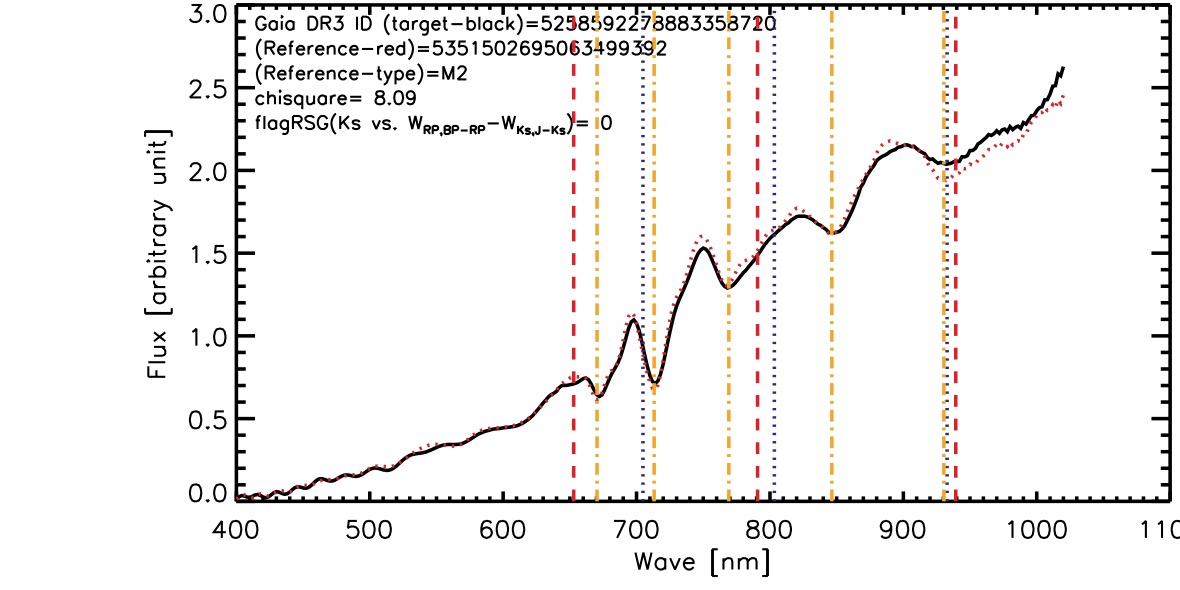 3.0
2.5
2.0
1.5
1.0
0.5
0.0
Flux [arbitrary unit]
Gaia DR3 ID (target-black)=5258592278883358720
(Reference-red)=5351502695063499392
(Reference-type)=M2
chisquare= 8.09
flagRSG(Ks vs. W_RP,BP-RP-W_Ks,J-Ks)= 0
400 500 600 700 800 900 1000 110
Wave [nm]